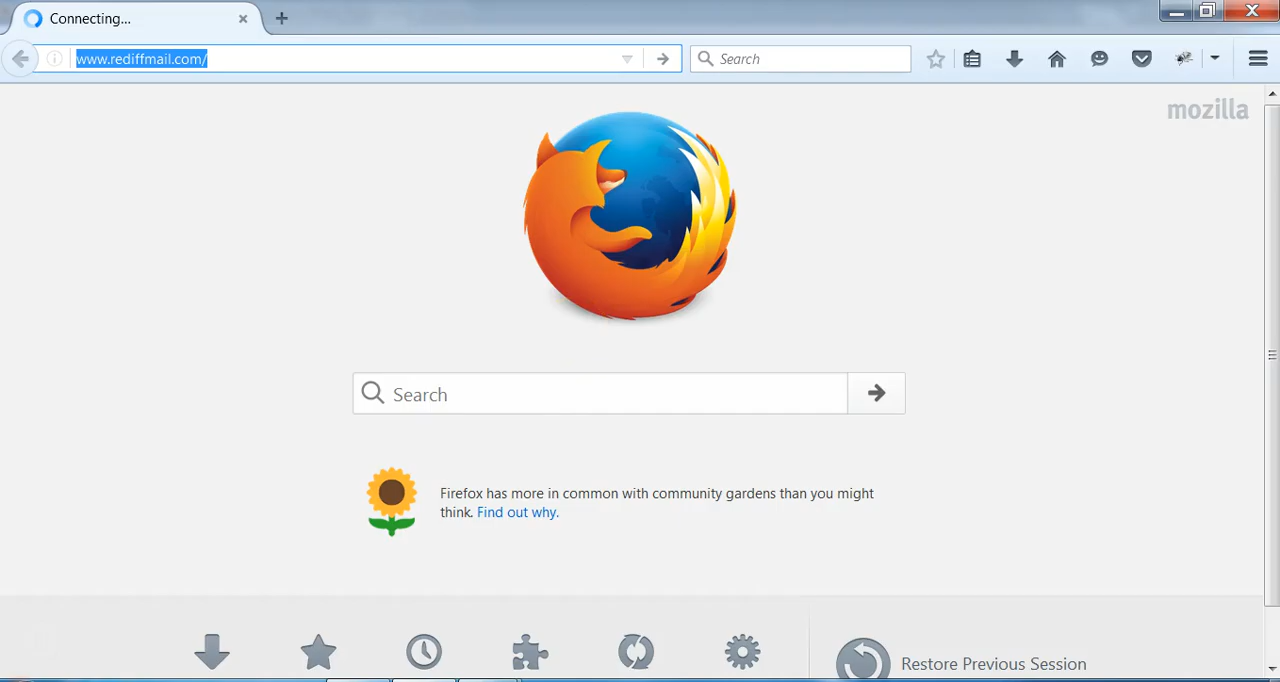 Connecting...
www.rediffmail.com/
Search
mozilla
Search
Firefox has more in common with community gardens than you might
think. Find out why.
Restore Previous Session